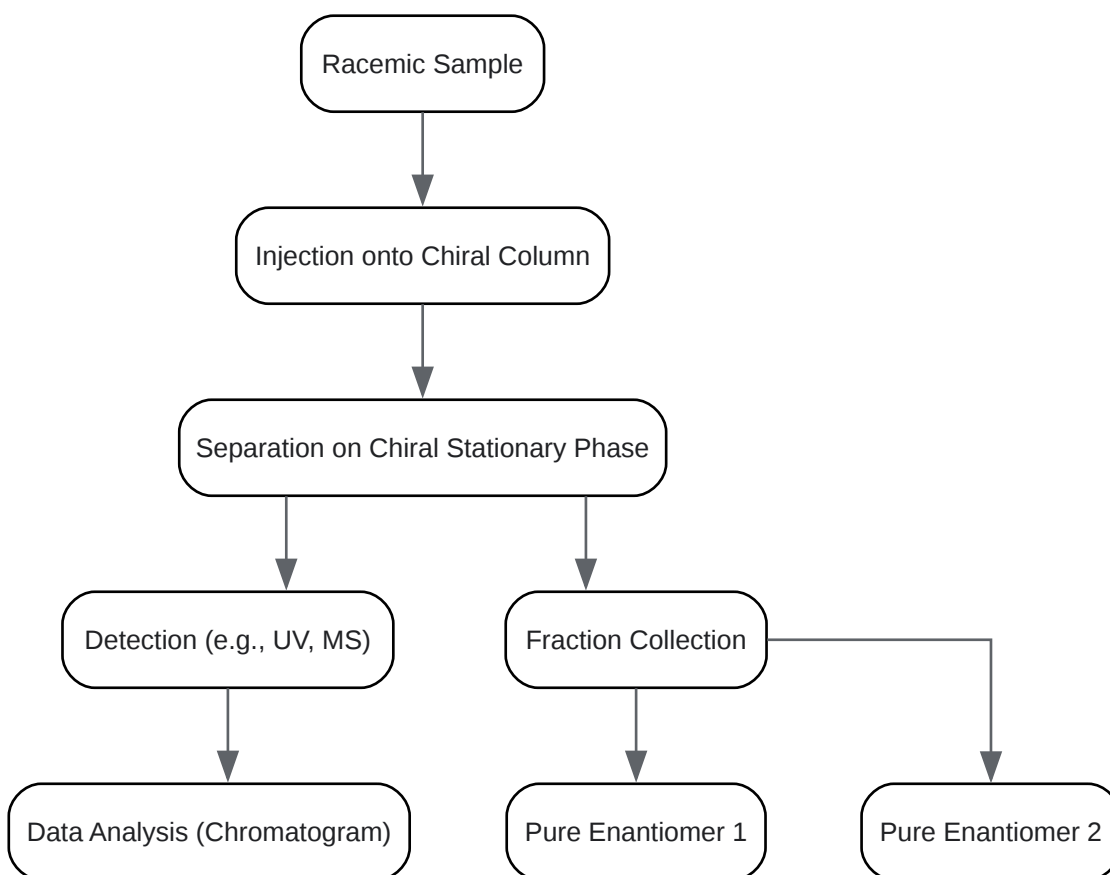 Racemic Sample
Injection onto Chiral Column
Separation on Chiral Stationary Phase
Detection (e.g., UV, MS)
Fraction Collection
Data Analysis (Chromatogram)
Pure Enantiomer 1
Pure Enantiomer 2